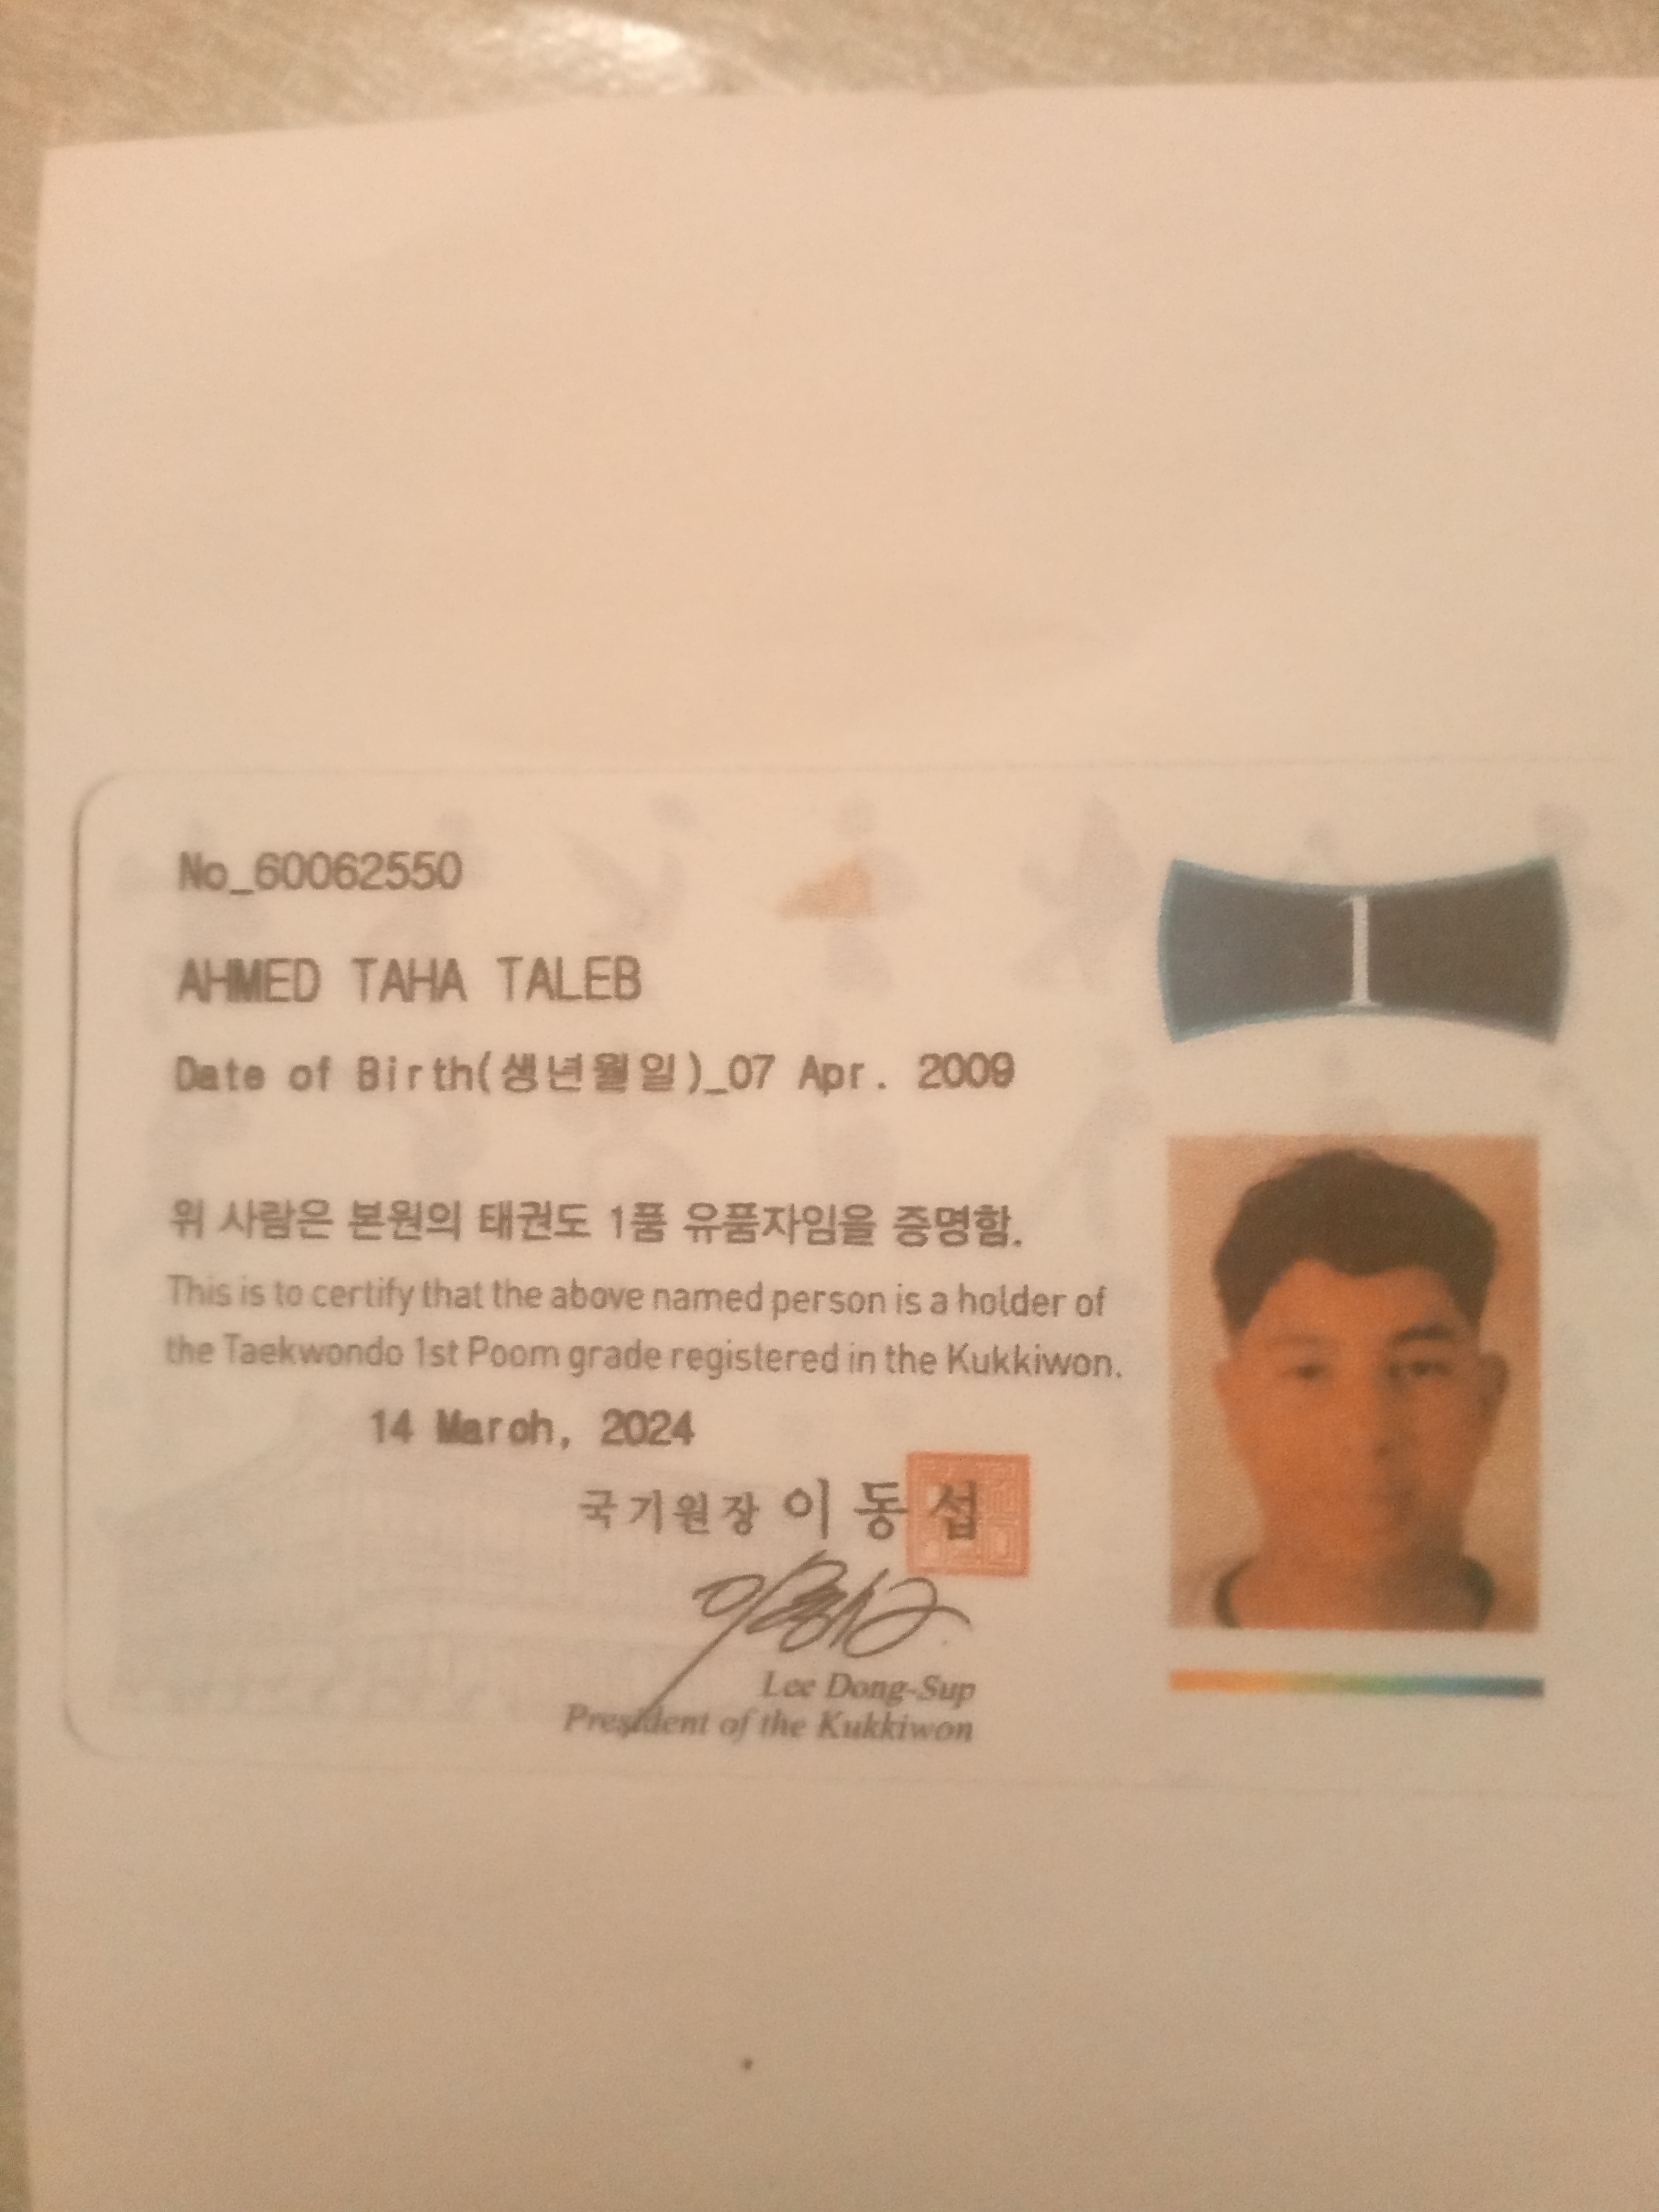 No_60062550
1
AHMED TAHA TALEB
Date of Birth(생년월일)_07 Apr. 2009
위 사람은 본원의 태권도 1품 유품자임을 증명함.
This is to certify that the above named person is a holder of
the Taekwondo 1st Poom grade registered in the Kukkiwon.
14 March, 2024
국기원장 이동섭
Lee Dong-Sup
President of the Kukkiwon